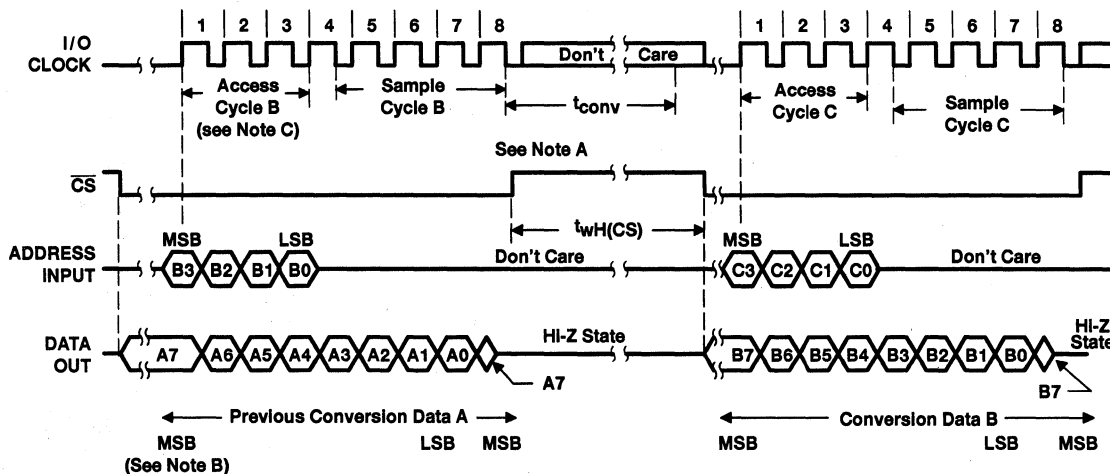 1 2 3 4 5 6 7 8 1 2 3 4 5 6 7 8
I/O
CLOCK
Don't Care
Access
Cycle B
(see Note C)
Sample
Cycle B
tconv
Access
Cycle C
Sample
Cycle C
See Note A
CS
twH(CS)
ADDRESS
INPUT
MSB LSB
B3 B2 B1 B0
Don't Care
MSB LSB
C3 C2 C1 C0
Don't Care
DATA
OUT
A7 A6 A5 A4 A3 A2 A1 A0
A7
Hi-Z State
B7 B6 B5 B4 B3 B2 B1 B0
B7
Hi-Z
State
Previous Conversion Data A
MSB LSB MSB
(See Note B)
Conversion Data B
MSB LSB MSB